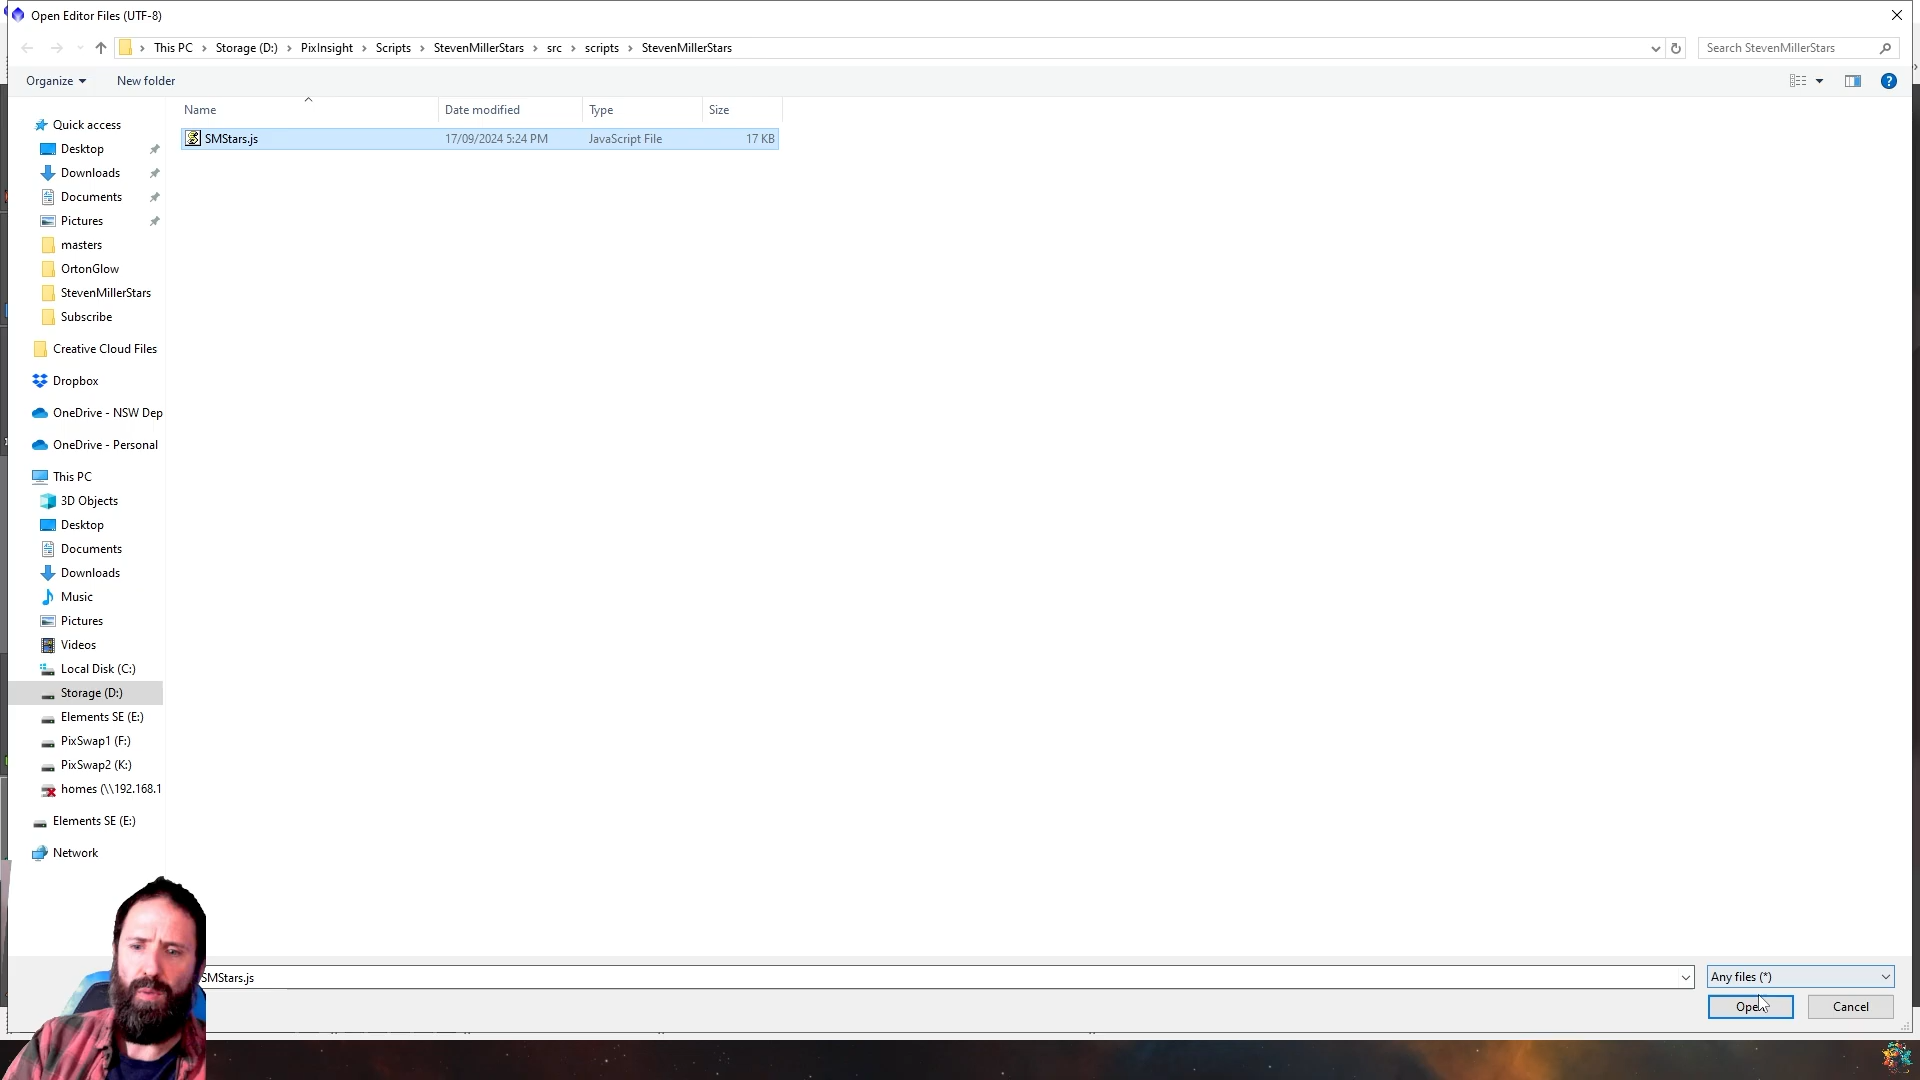 Open Editor Files (UTF-8)
This PC > Storage (D:) > PixInsight > Scripts > StevenMillerStars > src > scripts > StevenMillerStars
Search StevenMillerStars
Organize
New folder
Name
Date modified
Type
Size
SMStars.js
17/09/2024 5:24 PM
JavaScript File
17 KB
Quick access
Desktop
Downloads
Documents
Pictures
masters
OrtonGlow
StevenMillerStars
Subscribe
Creative Cloud Files
Dropbox
OneDrive - NSW Dep
OneDrive - Personal
This PC
3D Objects
Desktop
Documents
Downloads
Music
Pictures
Videos
Local Disk (C:)
Storage (D:)
Elements SE (E:)
PixSwap1 (F:)
PixSwap2 (K:)
homes (\\192.168.1
Elements SE (E:)
Network
SMStars.js
Any files (*)
Open
Cancel